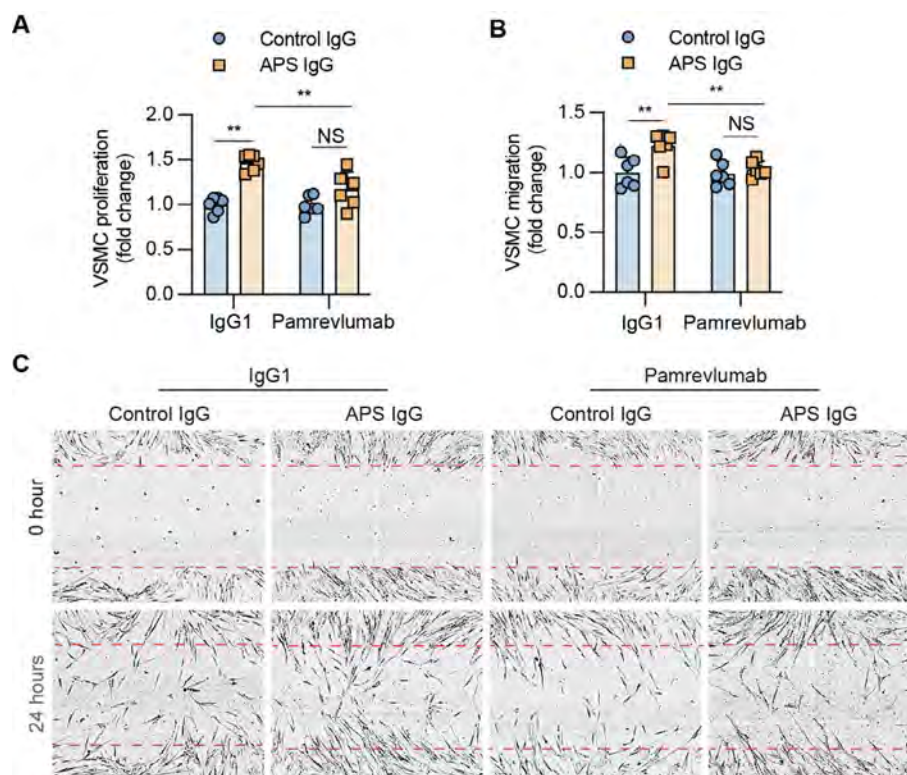 A
Control IgG
APS IgG
**
**
NS
2.0
1.5
1.0
0.5
0.0
VSMC proliferation
(fold change)
IgG1
Pamrevlumab
B
Control IgG
APS IgG
**
**
NS
1.5
1.0
0.5
0.0
VSMC migration
(fold change)
IgG1
Pamrevlumab
C
IgG1
Pamrevlumab
Control IgG
APS IgG
Control IgG
APS IgG
0 hour
24 hours